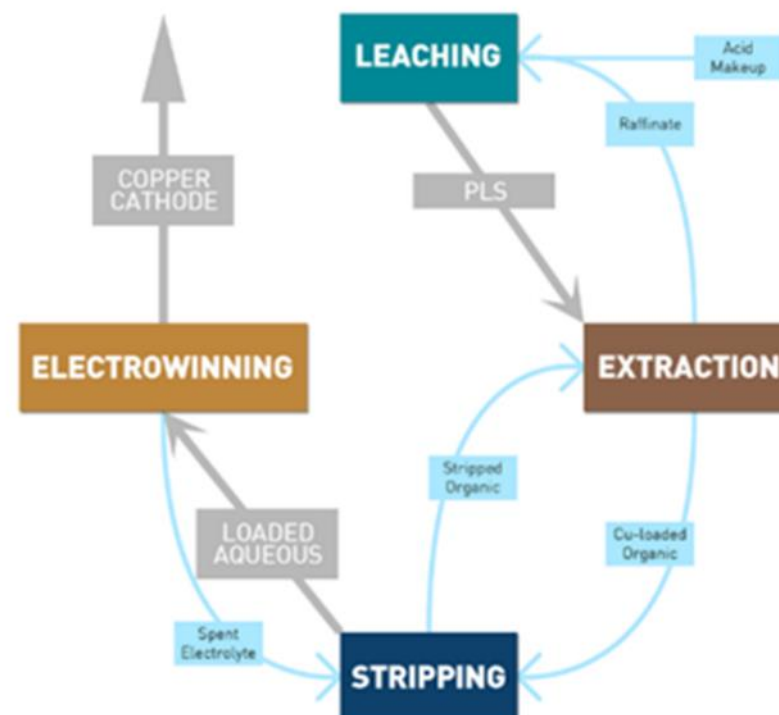 LEACHING
Acid
Makeup
Raffinate
COPPER
CATHODE
PLS
ELECTROWINNING
EXTRACTION
Stripped
Organic
LOADED
AQUEOUS
Cu-loaded
Organic
Spent
Electrolyte
STRIPPING